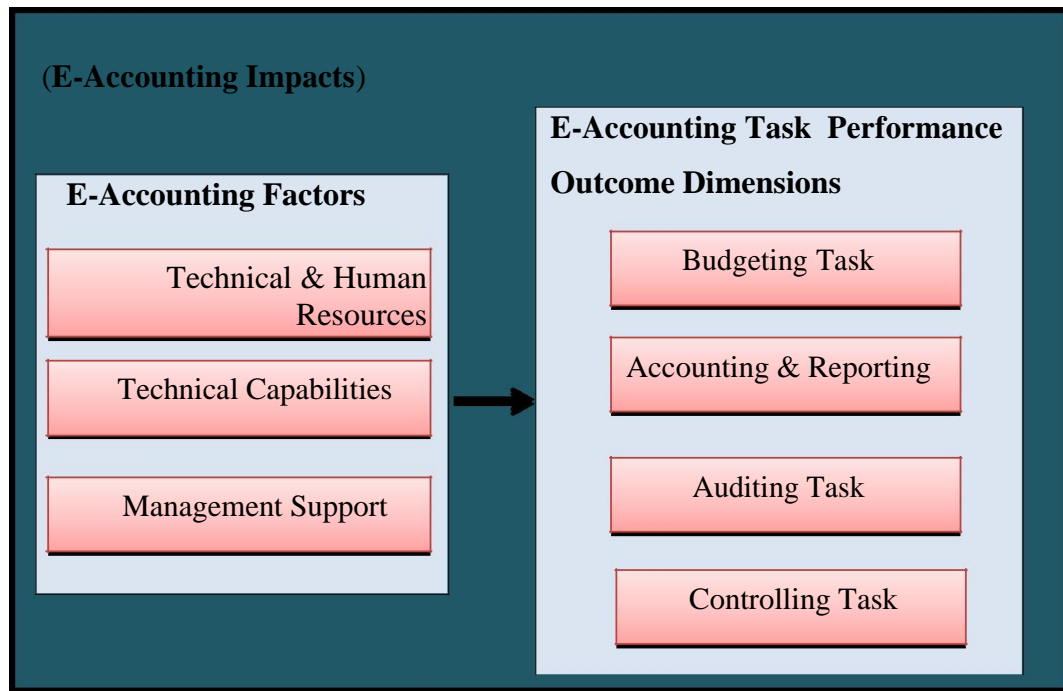 (E-Accounting Impacts)
E-Accounting Factors
Technical & Human
Resources
Technical Capabilities
Management Support
E-Accounting Task Performance
Outcome Dimensions
Budgeting Task
Accounting & Reporting
Auditing Task
Controlling Task